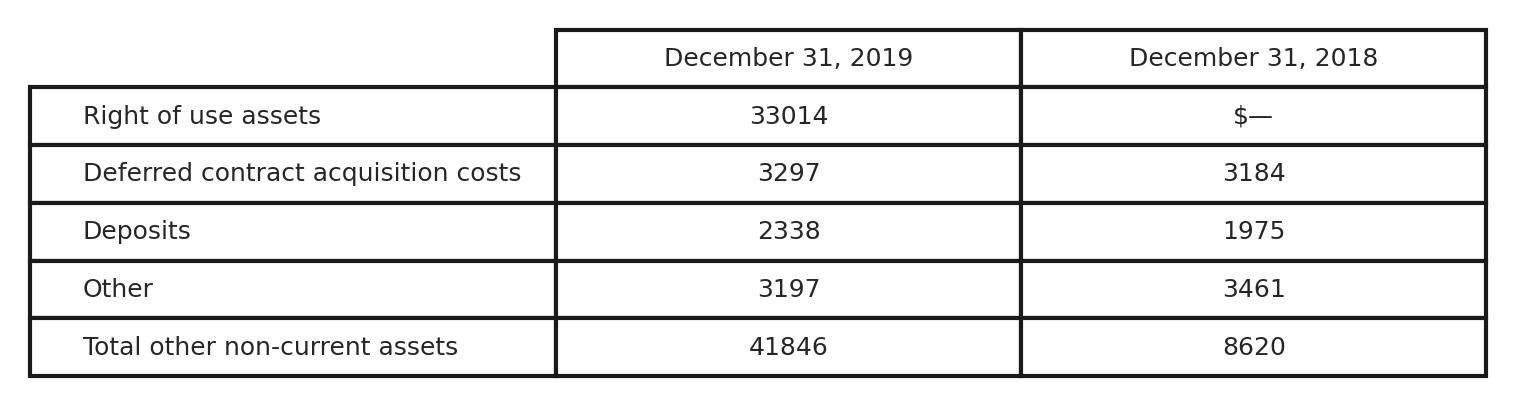 December 31, 2019 December 31, 2018
Right of use assets 33014 $—
Deferred contract acquisition costs 3297 3184
Deposits 2338 1975
Other 3197 3461
Total other non-current assets 41846 8620